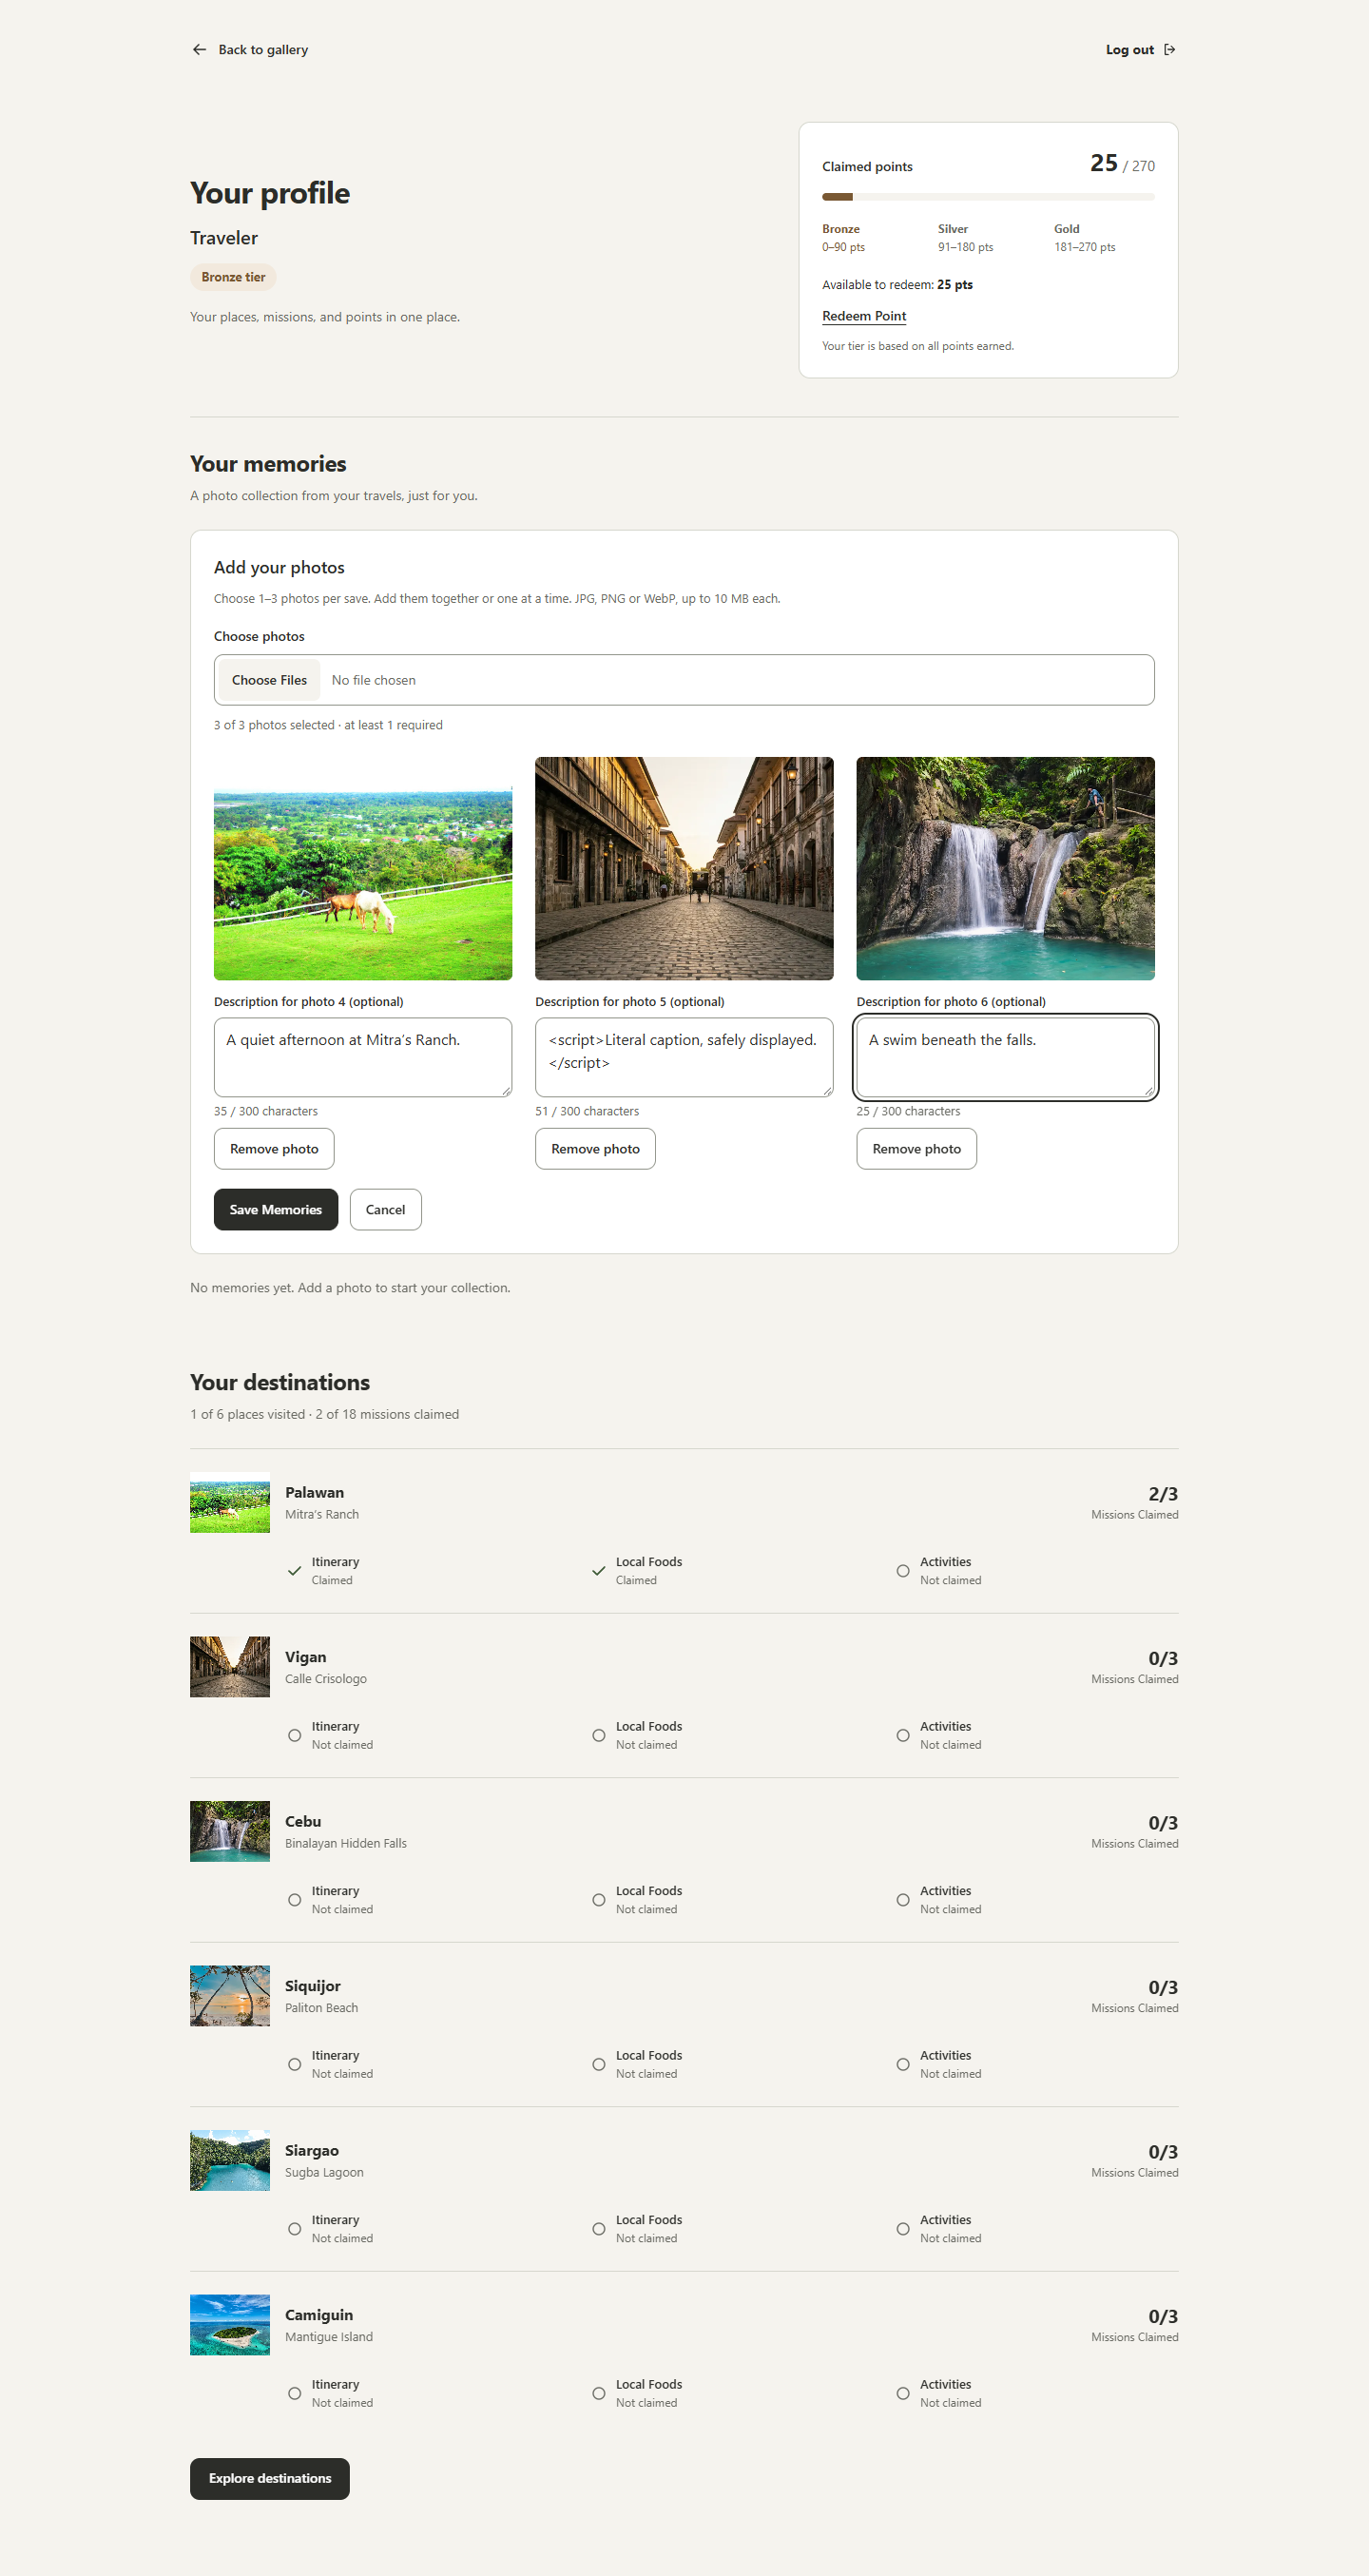 Back to gallery
Log out
Your profile
Traveler
Bronze tier
Your places, missions, and points in one place.
Claimed points
25 / 270
Bronze
0–90 pts
Silver
91–180 pts
Gold
181–270 pts
Available to redeem: 25 pts
Redeem Point
Your tier is based on all points earned.
Your memories
A photo collection from your travels, just for you.
Add your photos
Choose 1–3 photos per save. Add them together or one at a time. JPG, PNG or WebP, up to 10 MB each.
Choose photos
Choose Files
No file chosen
3 of 3 photos selected · at least 1 required
Description for photo 4 (optional)
A quiet afternoon at Mitra’s Ranch.
35 / 300 characters
Remove photo
Description for photo 5 (optional)
<script>Literal caption, safely displayed.
</script>
51 / 300 characters
Remove photo
Description for photo 6 (optional)
A swim beneath the falls.
25 / 300 characters
Remove photo
Save Memories
Cancel
No memories yet. Add a photo to start your collection.
Your destinations
1 of 6 places visited · 2 of 18 missions claimed
Palawan
Mitra's Ranch
2/3
Missions Claimed
Itinerary
Claimed
Local Foods
Claimed
Activities
Not claimed
Vigan
Calle Crisologo
0/3
Missions Claimed
Itinerary
Not claimed
Local Foods
Not claimed
Activities
Not claimed
Cebu
Binalayan Hidden Falls
0/3
Missions Claimed
Itinerary
Not claimed
Local Foods
Not claimed
Activities
Not claimed
Siquijor
Paliton Beach
0/3
Missions Claimed
Itinerary
Not claimed
Local Foods
Not claimed
Activities
Not claimed
Siargao
Sugba Lagoon
0/3
Missions Claimed
Itinerary
Not claimed
Local Foods
Not claimed
Activities
Not claimed
Camiguin
Mantigue Island
0/3
Missions Claimed
Itinerary
Not claimed
Local Foods
Not claimed
Activities
Not claimed
Explore destinations